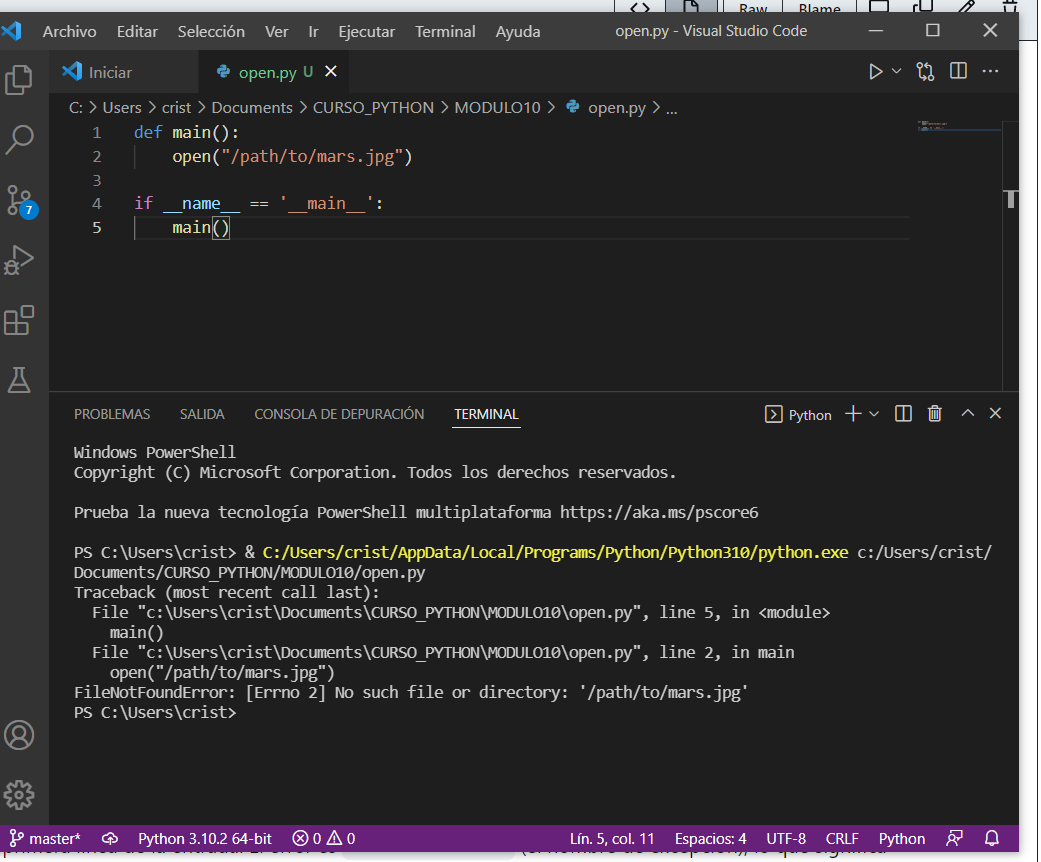 Raw Blame
Archivo Editar Selección Ver Ir Ejecutar Terminal Ayuda open.py - Visual Studio Code
Iniciar open.py U
C: > Users > crist > Documents > CURSO_PYTHON > MODULO10 > open.py > ...
1 def main():
2 open("/path/to/mars.jpg")
3
4 if __name__ == '__main__':
5 main()
7
PROBLEMAS SALIDA CONSOLA DE DEPURACIÓN TERMINAL Python
Windows PowerShell
Copyright (C) Microsoft Corporation. Todos los derechos reservados.
Prueba la nueva tecnología PowerShell multiplataforma https://aka.ms/pscore6
PS C:\Users\crist> & C:/Users/crist/AppData/Local/Programs/Python/Python310/python.exe c:/Users/crist/
Documents/CURSO_PYTHON/MODULO10/open.py
Traceback (most recent call last):
File "c:\Users\crist\Documents\CURSO_PYTHON\MODULO10\open.py", line 5, in <module>
main()
File "c:\Users\crist\Documents\CURSO_PYTHON\MODULO10\open.py", line 2, in main
open("/path/to/mars.jpg")
FileNotFoundError: [Errno 2] No such file or directory: '/path/to/mars.jpg'
PS C:\Users\crist>
master* Python 3.10.2 64-bit 0 0 Lín. 5, col. 11 Espacios: 4 UTF-8 CRLF Python